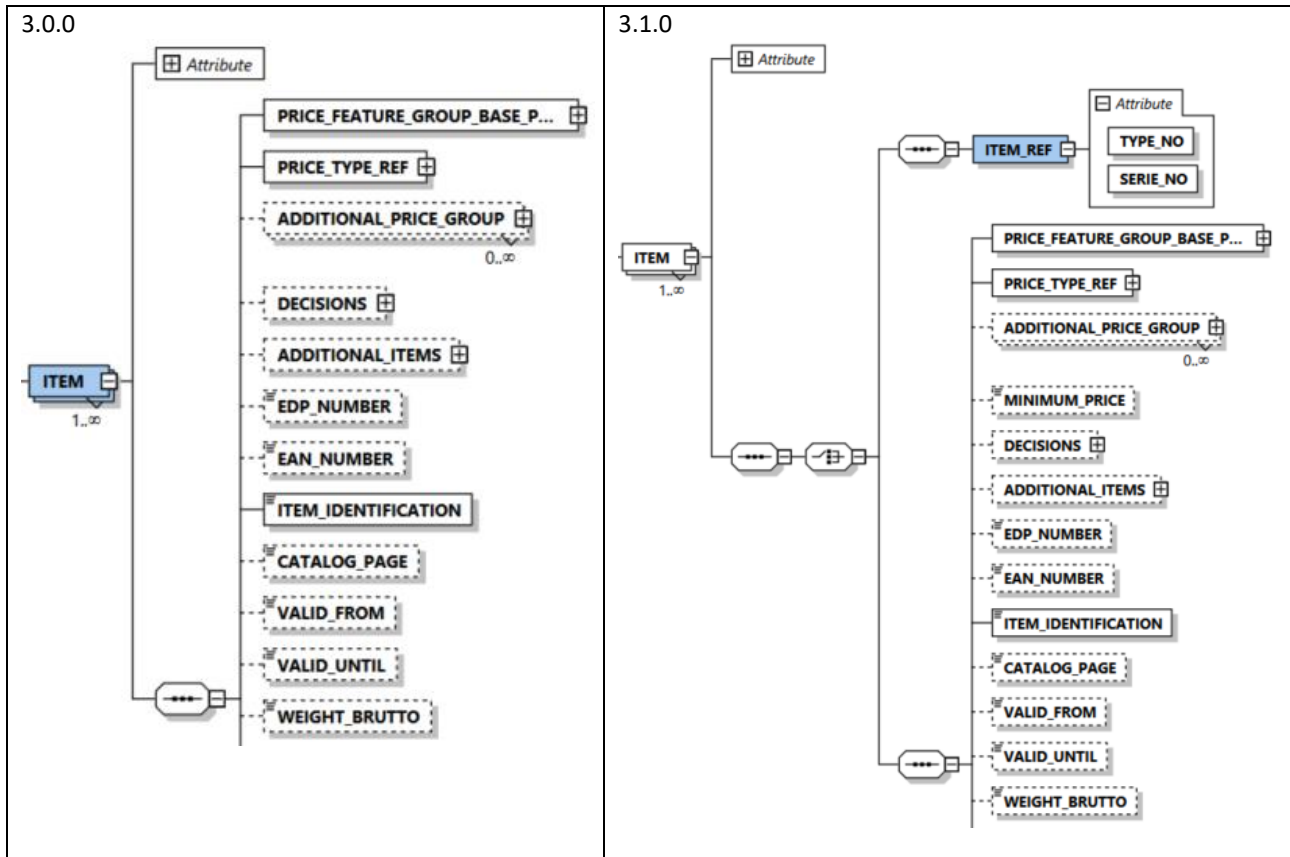 3.0.0
Attribute
PRICE_FEATURE_GROUP_BASE_P...
PRICE_TYPE_REF
ADDITIONAL_PRICE_GROUP
0..∞
DECISIONS
ADDITIONAL_ITEMS
ITEM
1..∞
EDP_NUMBER
EAN_NUMBER
ITEM_IDENTIFICATION
CATALOG_PAGE
VALID_FROM
VALID_UNTIL
WEIGHT_BRUTTO
3.1.0
Attribute
Attribute
ITEM_REF
TYPE_NO
SERIE_NO
PRICE_FEATURE_GROUP_BASE_P...
ITEM
1..∞
PRICE_TYPE_REF
ADDITIONAL_PRICE_GROUP
0..∞
MINIMUM_PRICE
DECISIONS
ADDITIONAL_ITEMS
EDP_NUMBER
EAN_NUMBER
ITEM_IDENTIFICATION
CATALOG_PAGE
VALID_FROM
VALID_UNTIL
WEIGHT_BRUTTO